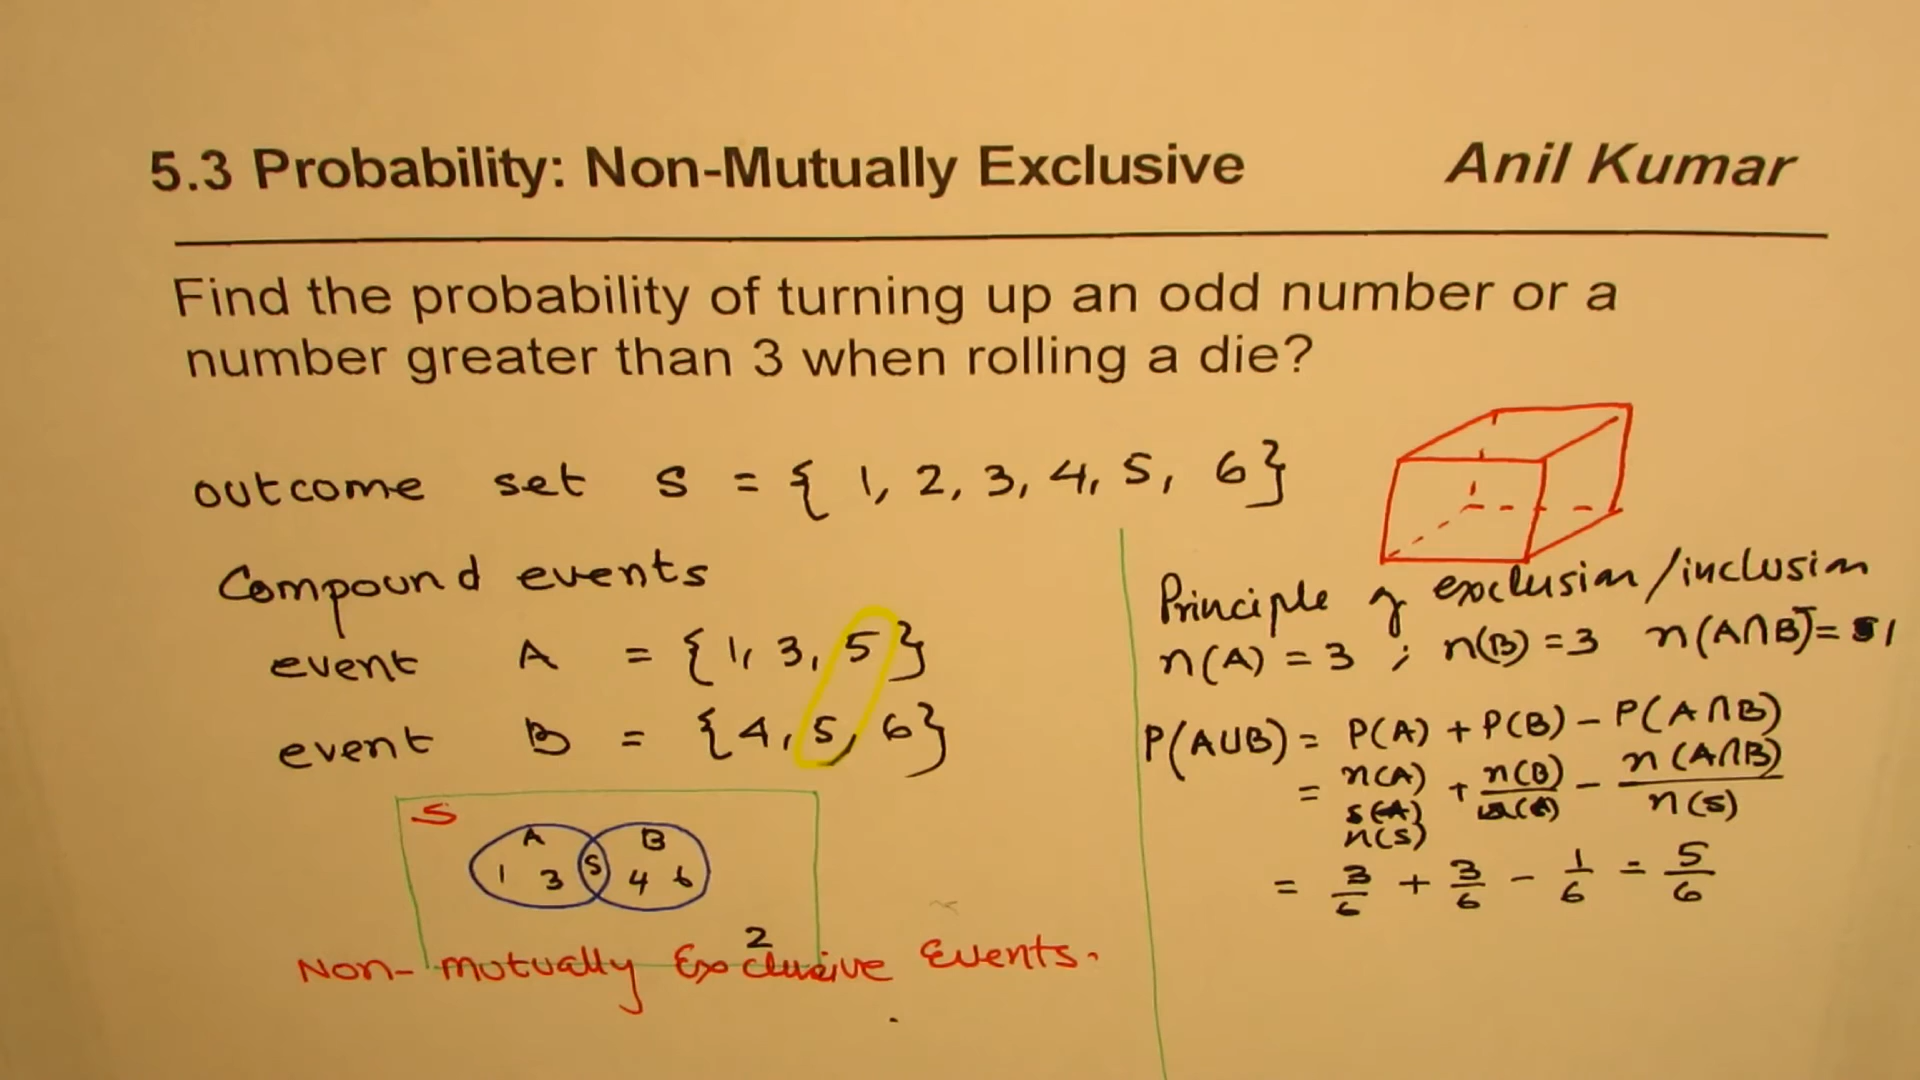 5.3 Probability: Non-Mutually Exclusive Anil Kumar
Find the probability of turning up an odd number or a
number greater than 3 when rolling a die?
outcome set S = { 1, 2, 3, 4, 5, 6}
Compound events
event A = {1, 3, 5}
event B = {4, 5, 6}
S
A B
1 3 5 4 6
2
Non-mutually Exclusive Events.
Principle of exclusion/inclusion
n(A) = 3 ; n(B) = 3 n(A∩B) = 1
P(A∪B) = P(A) + P(B) - P(A∩B)
= n(A)/n(S) + n(B) - n(A∩B)/n(S)
= 3/6 + 3/6 - 1/6 = 5/6